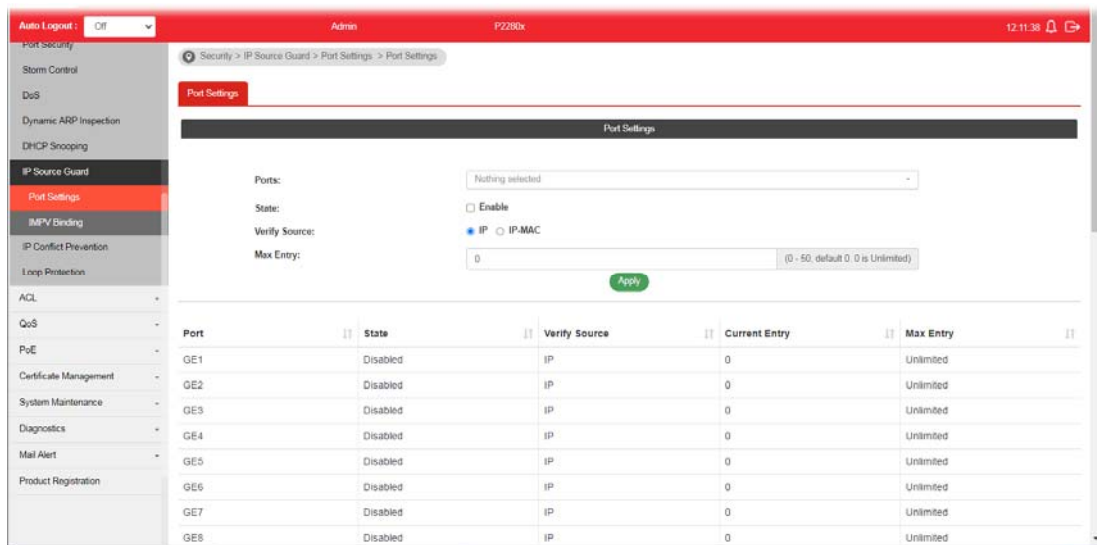 Auto Logout : Off Admin P2280x 12:11:38
Port Security
Storm Control
DoS
Dynamic ARP Inspection
DHCP Snooping
IP Source Guard
Port Settings
IMPV Binding
IP Conflict Prevention
Loop Protection
ACL
QoS
PoE
Certificate Management
System Maintenance
Diagnostics
Mail Alert
Product Registration
Security > IP Source Guard > Port Settings > Port Settings
Port Settings
Port Settings
Ports: Nothing selected
State: Enable
Verify Source: IP IP-MAC
Max Entry: 0 (0 - 50, default 0. 0 is Unlimited)
Apply
Port State Verify Source Current Entry Max Entry
GE1 Disabled IP 0 Unlimited
GE2 Disabled IP 0 Unlimited
GE3 Disabled IP 0 Unlimited
GE4 Disabled IP 0 Unlimited
GE5 Disabled IP 0 Unlimited
GE6 Disabled IP 0 Unlimited
GE7 Disabled IP 0 Unlimited
GE8 Disabled IP 0 Unlimited